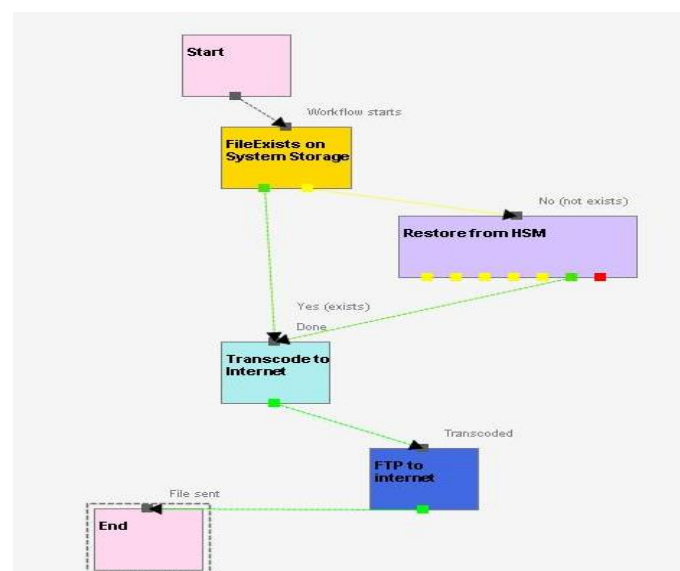 Start
Workflow starts
FileExists on
System Storage
No (not exists)
Restore from HSM
Yes (exists)
Done
Transcode to
Internet
Transcoded
FTP to
internet
File sent
End